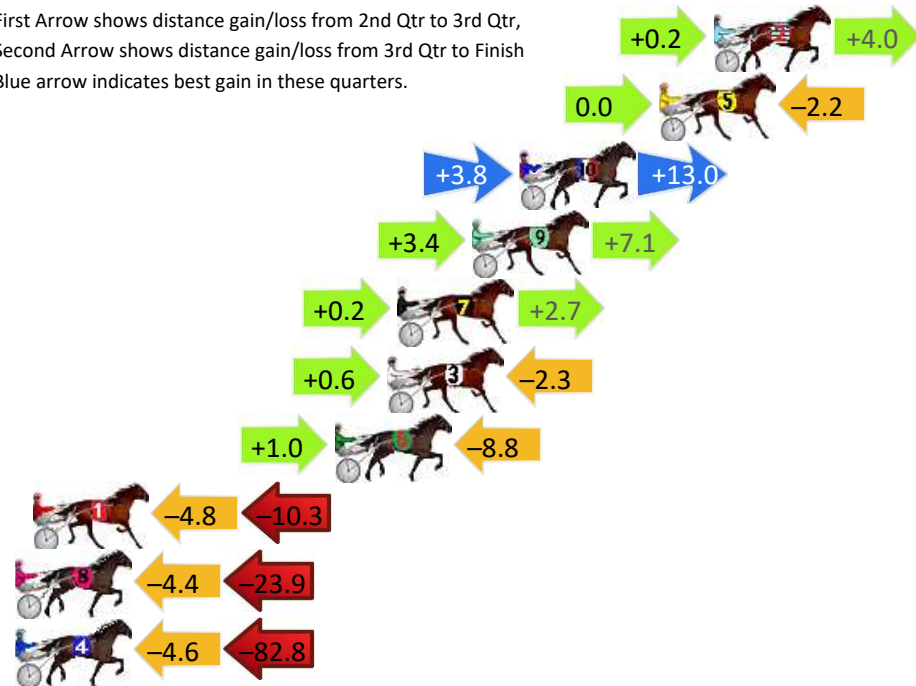 First Arrow shows distance gain/loss from 2nd Qtr to 3rd Qtr,
Second Arrow shows distance gain/loss from 3rd Qtr to Finish
Blue arrow indicates best gain in these quarters.
+0.2 2 +4.0
0.0 5 −2.2
+3.8 10 +13.0
+3.4 9 +7.1
+0.2 7 +2.7
+0.6 3 −2.3
+1.0 6 −8.8
1 −4.8 −10.3
8 −4.4 −23.9
4 −4.6 −82.8